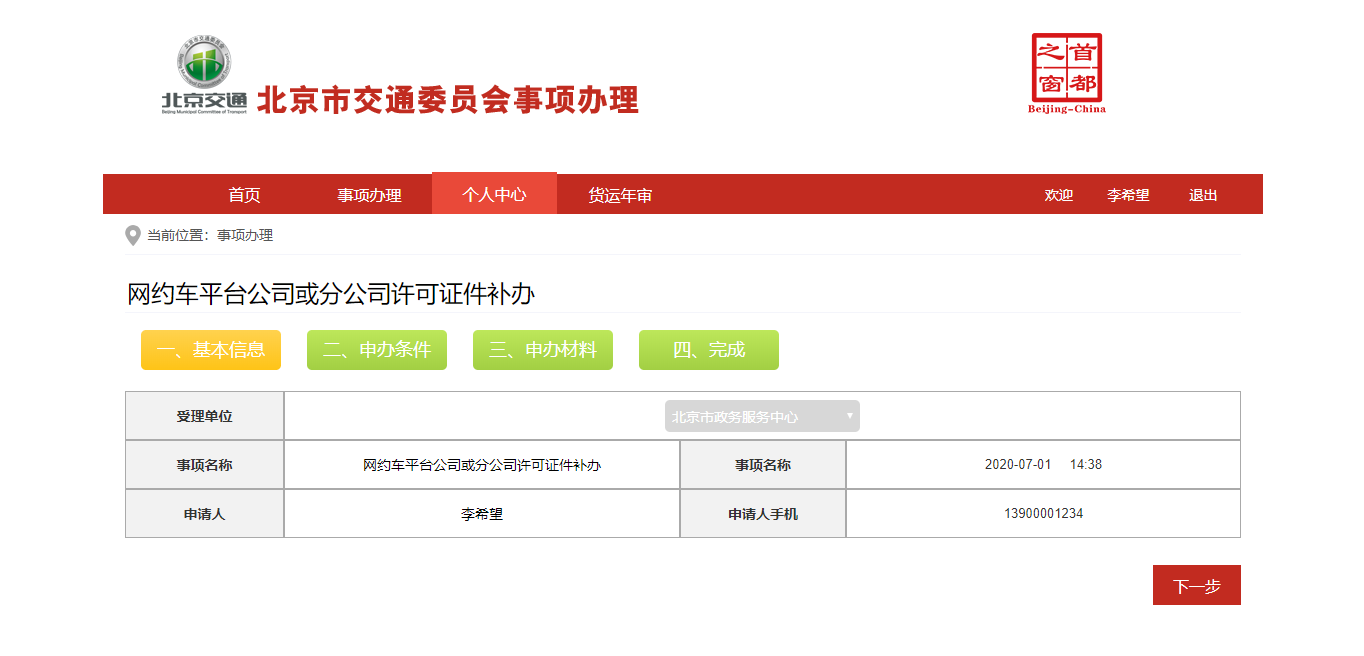 北京交通
Beijing Municipal Committee of Transport
北京市交通委员会事项办理
首都之窗
Beijing-China
首页 事项办理 个人中心 货运年审 欢迎 李希望 退出
当前位置：事项办理
网约车平台公司或分公司许可证件补办
一、基本信息 二、申办条件 三、申办材料 四、完成
受理单位 北京市政务服务中心
事项名称 网约车平台公司或分公司许可证件补办 事项名称 2020-07-01 14:38
申请人 李希望 申请人手机 13900001234
下一步